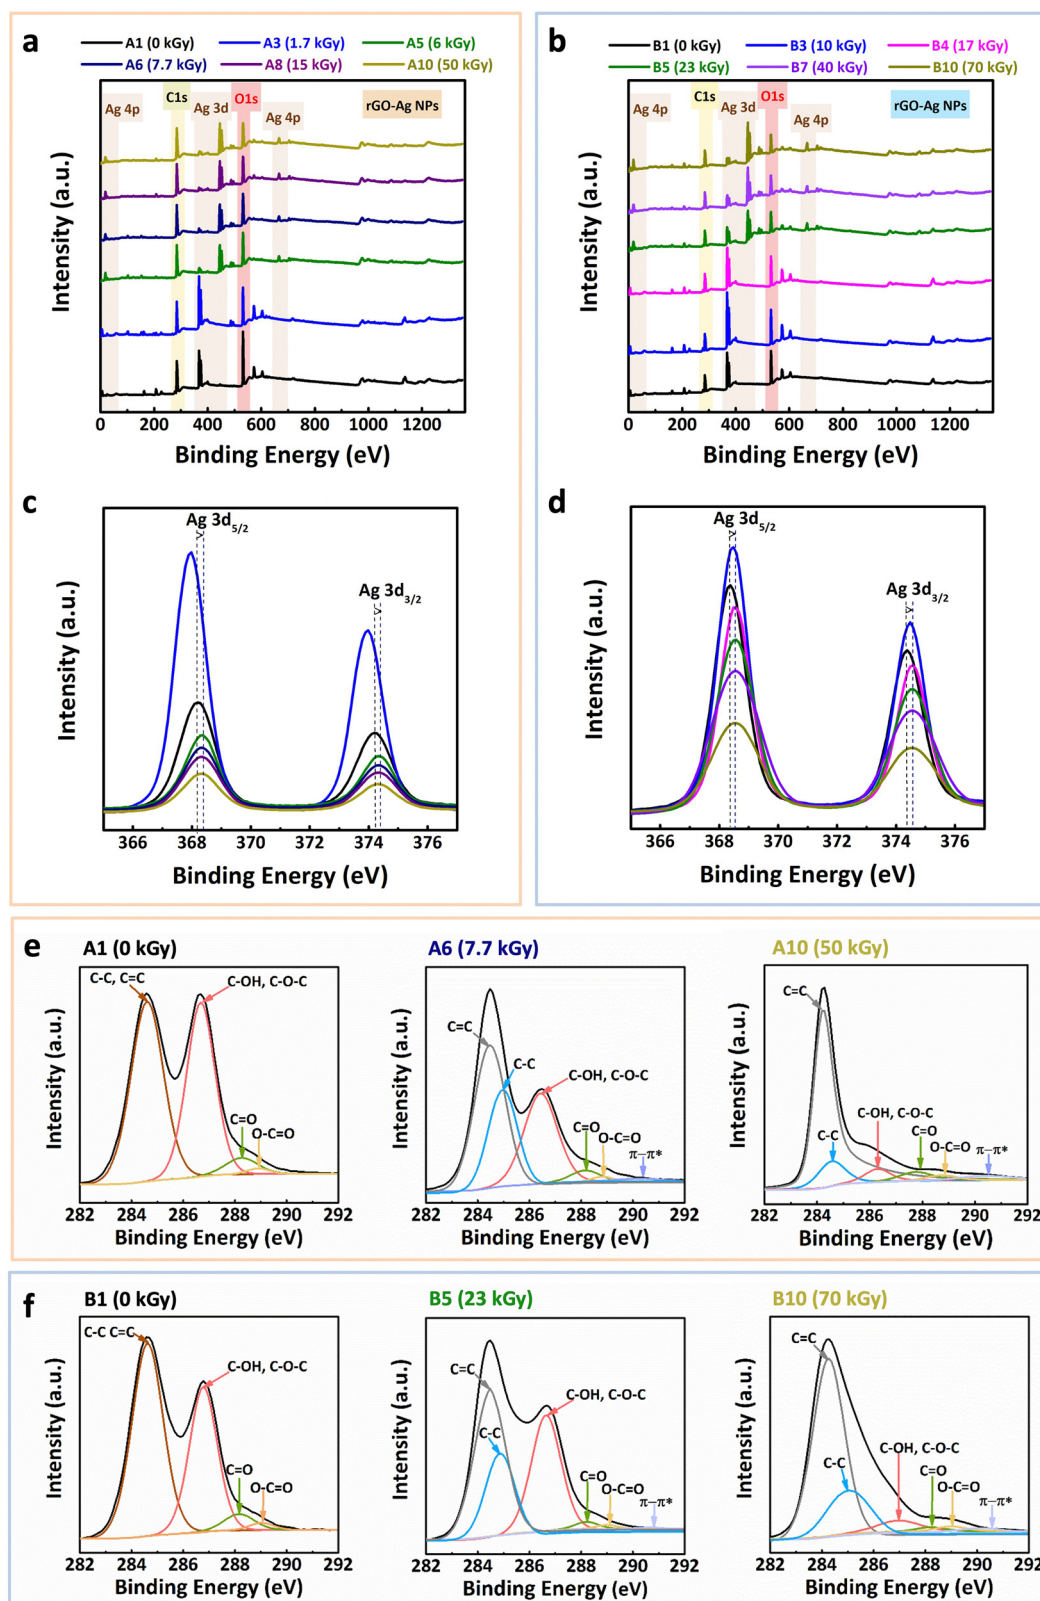 a
A1 (0 kGy) A3 (1.7 kGy) A5 (6 kGy)
A6 (7.7 kGy) A8 (15 kGy) A10 (50 kGy)
Ag 4p C1s Ag 3d O1s Ag 4p rGO-Ag NPs
Intensity (a.u.)
0 200 400 600 800 1000 1200
Binding Energy (eV)
b
B1 (0 kGy) B3 (10 kGy) B4 (17 kGy)
B5 (23 kGy) B7 (40 kGy) B10 (70 kGy)
Ag 4p C1s Ag 3d O1s Ag 4p rGO-Ag NPs
Intensity (a.u.)
0 200 400 600 800 1000 1200
Binding Energy (eV)
c
Ag 3d5/2
Ag 3d3/2
Intensity (a.u.)
366 368 370 372 374 376
Binding Energy (eV)
d
Ag 3d5/2
Ag 3d3/2
Intensity (a.u.)
366 368 370 372 374 376
Binding Energy (eV)
e
A1 (0 kGy)
C-C, C=C
C-OH, C-O-C
C=O
O-C=O
Intensity (a.u.)
282 284 286 288 290 292
Binding Energy (eV)
A6 (7.7 kGy)
C=C
C-C
C-OH, C-O-C
C=O
O-C=O
π−π*
Intensity (a.u.)
282 284 286 288 290 292
Binding Energy (eV)
A10 (50 kGy)
C=C
C-OH, C-O-C
C-C
C=O
O-C=O
π−π*
Intensity (a.u.)
282 284 286 288 290 292
Binding Energy (eV)
f
B1 (0 kGy)
C-C C=C
C-OH, C-O-C
C=O
O-C=O
Intensity (a.u.)
282 284 286 288 290 292
Binding Energy (eV)
B5 (23 kGy)
C=C
C-OH, C-O-C
C-C
C=O
O-C=O
π−π*
Intensity (a.u.)
282 284 286 288 290 292
Binding Energy (eV)
B10 (70 kGy)
C=C
C-OH, C-O-C
C-C
C=O
O-C=O
π−π*
Intensity (a.u.)
282 284 286 288 290 292
Binding Energy (eV)